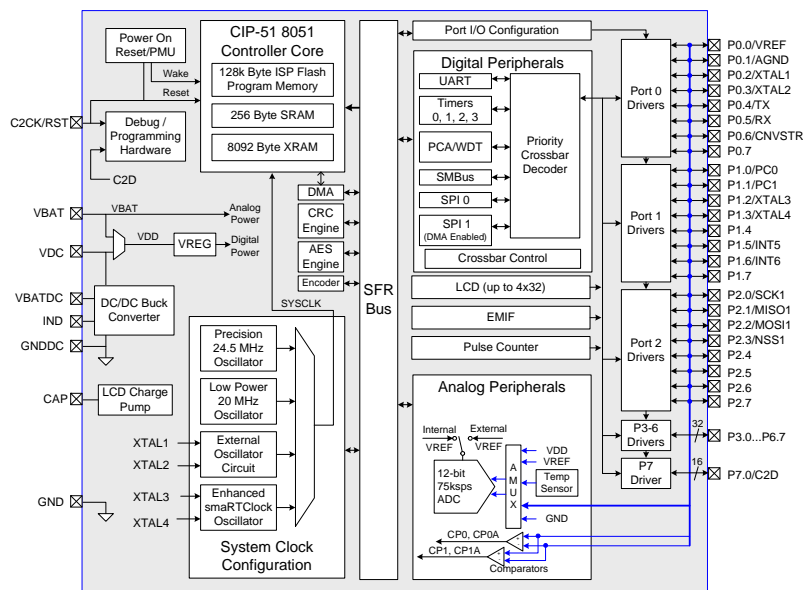 Power On
Reset/PMU
Wake
Reset
C2CK/RST
Debug /
Programming
Hardware
C2D
VBAT
VBAT
Analog
Power
VDC
VDD
VREG
Digital
Power
VBATDC
IND
GNDDC
DC/DC Buck
Converter
CAP
LCD Charge
Pump
XTAL1
XTAL2
XTAL3
XTAL4
GND
CIP-51 8051
Controller Core
128k Byte ISP Flash
Program Memory
256 Byte SRAM
8092 Byte XRAM
DMA
CRC
Engine
AES
Engine
Encoder
SYSCLK
Precision
24.5 MHz
Oscillator
Low Power
20 MHz
Oscillator
External
Oscillator
Circuit
Enhanced
smaRTClock
Oscillator
System Clock
Configuration
SFR
Bus
Port I/O Configuration
Digital Peripherals
UART
Timers
0, 1, 2, 3
PCA/WDT
SMBus
SPI 0
SPI 1
(DMA Enabled)
Priority
Crossbar
Decoder
Crossbar Control
LCD (up to 4x32)
EMIF
Pulse Counter
Analog Peripherals
Internal
External
VREF
VREF
12-bit
75ksps
ADC
A
M
U
X
VDD
VREF
Temp
Sensor
GND
CP0, CP0A
CP1, CP1A
+
-
+
-
Comparators
Port 0
Drivers
Port 1
Drivers
Port 2
Drivers
P3-6
Drivers
P7
Driver
32
16
P0.0/VREF
P0.1/AGND
P0.2/XTAL1
P0.3/XTAL2
P0.4/TX
P0.5/RX
P0.6/CNVSTR
P0.7
P1.0/PC0
P1.1/PC1
P1.2/XTAL3
P1.3/XTAL4
P1.4
P1.5/INT5
P1.6/INT6
P1.7
P2.0/SCK1
P2.1/MISO1
P2.2/MOSI1
P2.3/NSS1
P2.4
P2.5
P2.6
P2.7
P3.0...P6.7
P7.0/C2D